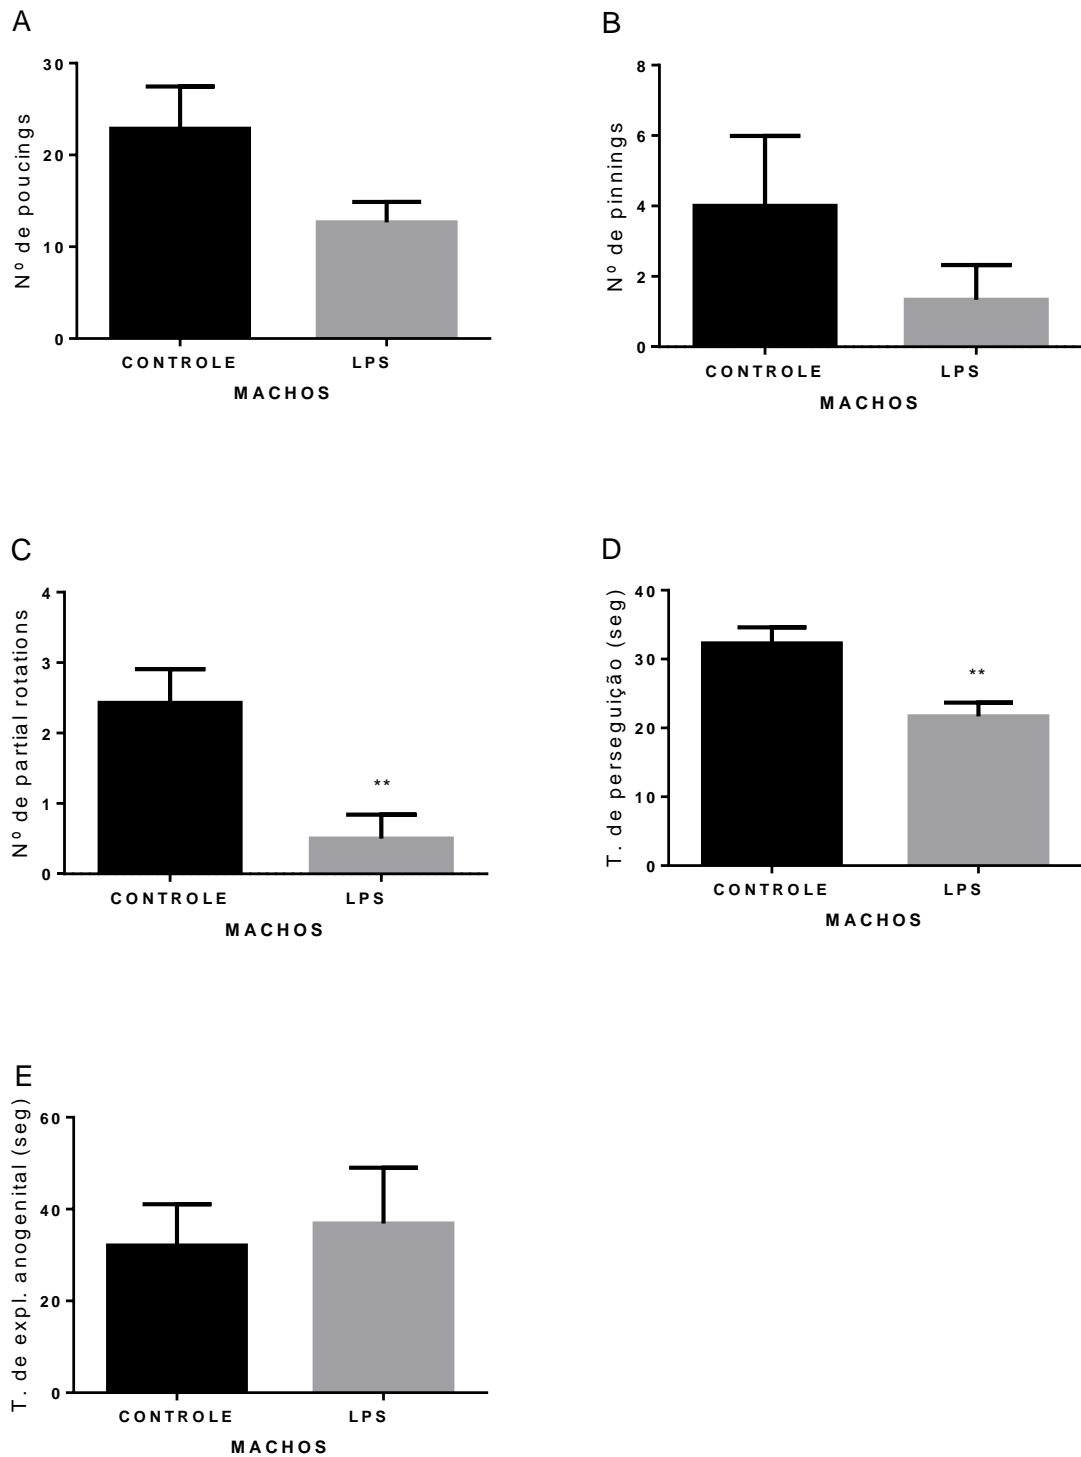 A
Nº de poucings
30
20
10
0
CONTROLE LPS
MACHOS
B
Nº de pinnings
8
6
4
2
0
CONTROLE LPS
MACHOS
C
Nº de partial rotations
4
3
2
1
0
**
CONTROLE LPS
MACHOS
D
T. de perseguição (seg)
40
30
20
10
0
**
CONTROLE LPS
MACHOS
E
T. de expl. anogenital (seg)
60
40
20
0
CONTROLE LPS
MACHOS